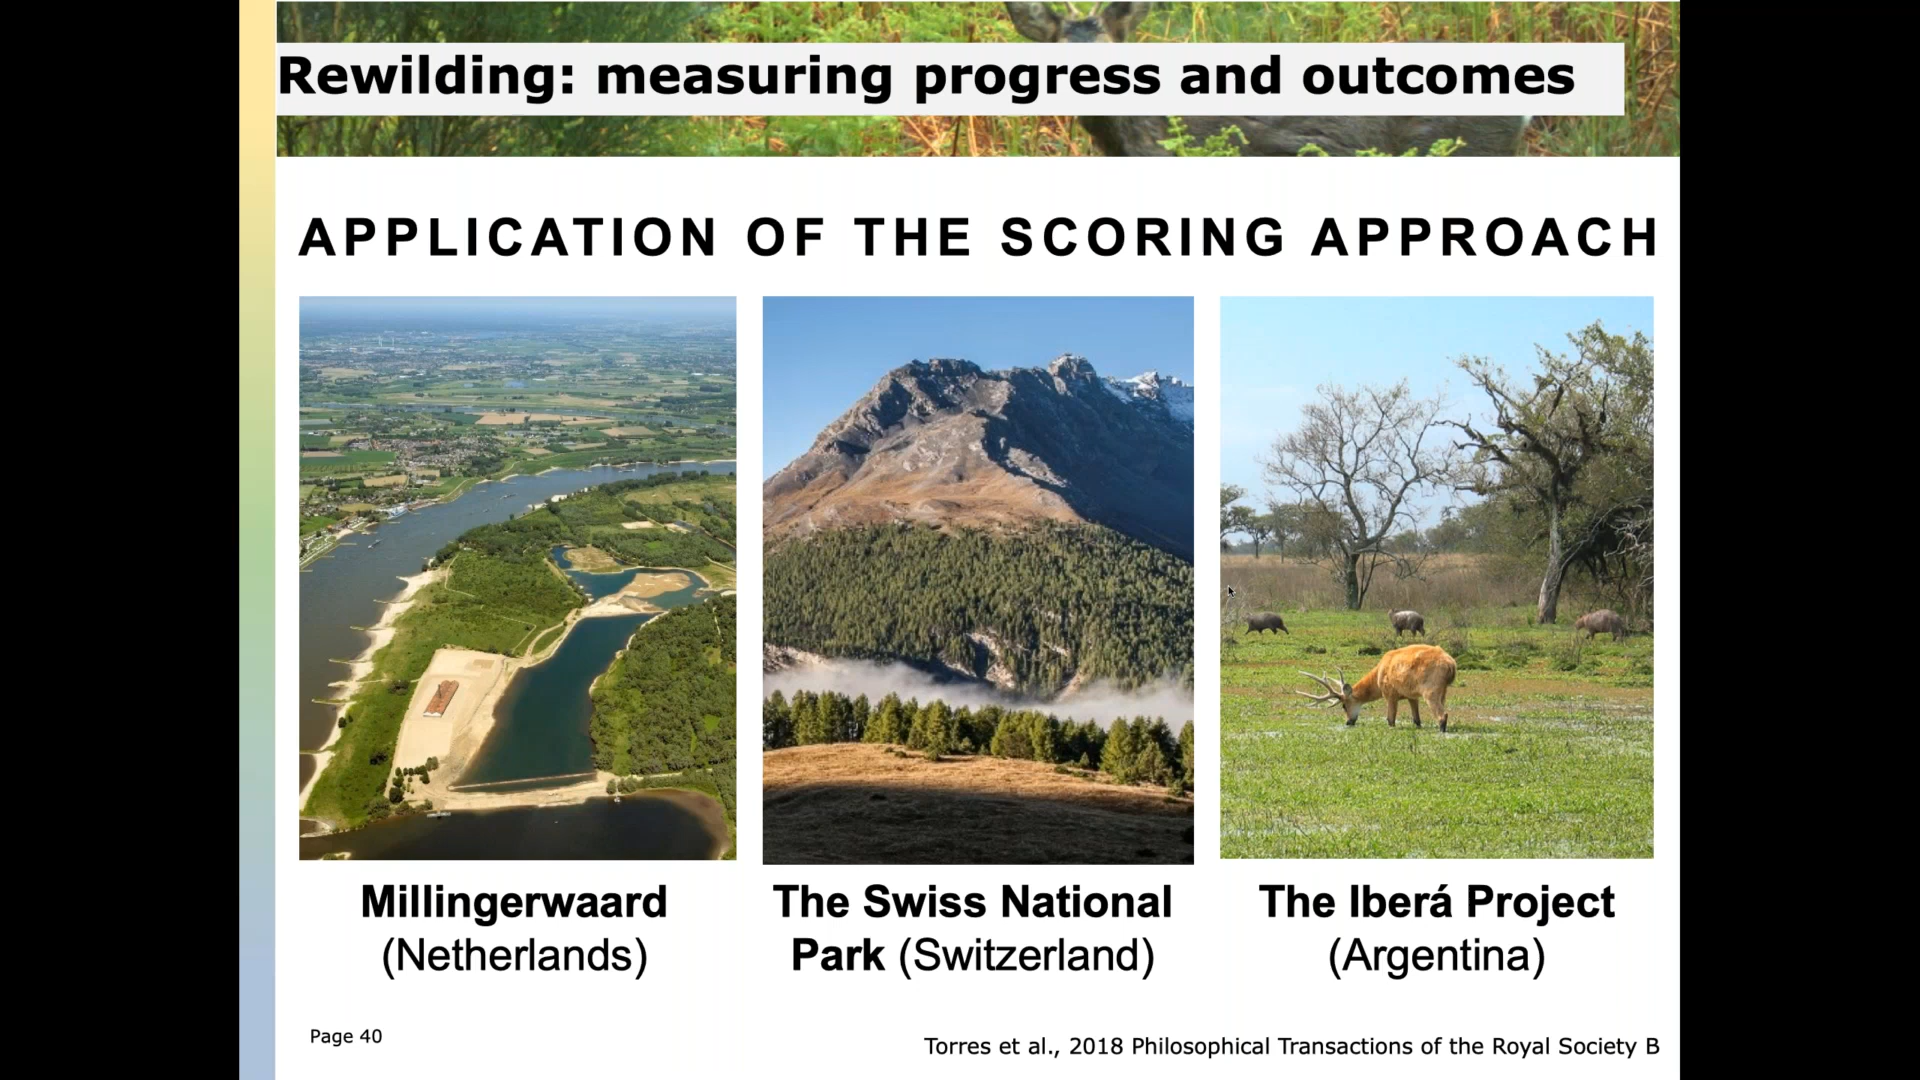 Rewilding: measuring progress and outcomes
APPLICATION OF THE SCORING APPROACH
Millingerwaard
(Netherlands)
The Swiss National
Park (Switzerland)
The Iberá Project
(Argentina)
Page 40
Torres et al., 2018 Philosophical Transactions of the Royal Society B